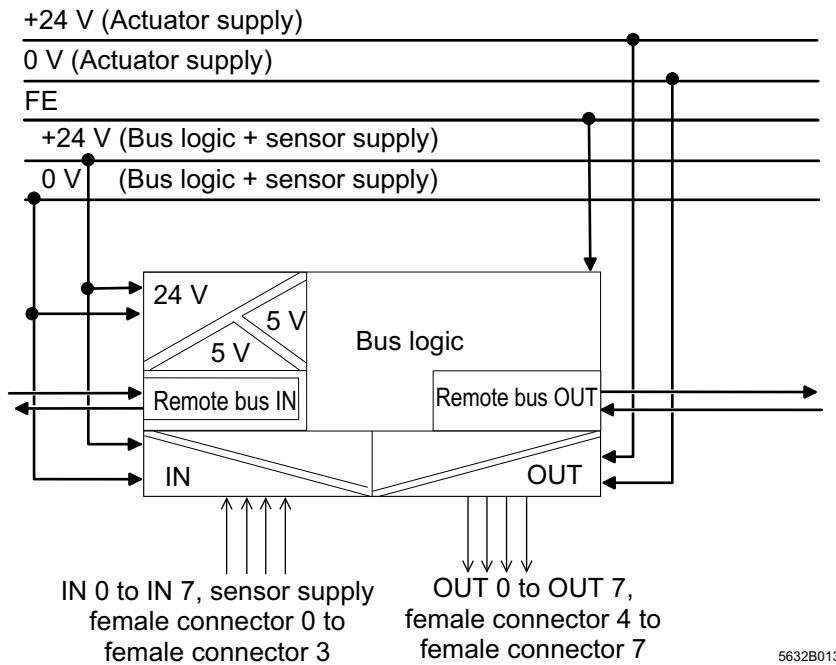 +24 V (Actuator supply)
0 V (Actuator supply)
FE
+24 V (Bus logic + sensor supply)
0 V (Bus logic + sensor supply)
24 V
5 V
5 V
Bus logic
Remote bus IN
Remote bus OUT
IN
OUT
IN 0 to IN 7, sensor supply
female connector 0 to
female connector 3
OUT 0 to OUT 7,
female connector 4 to
female connector 7